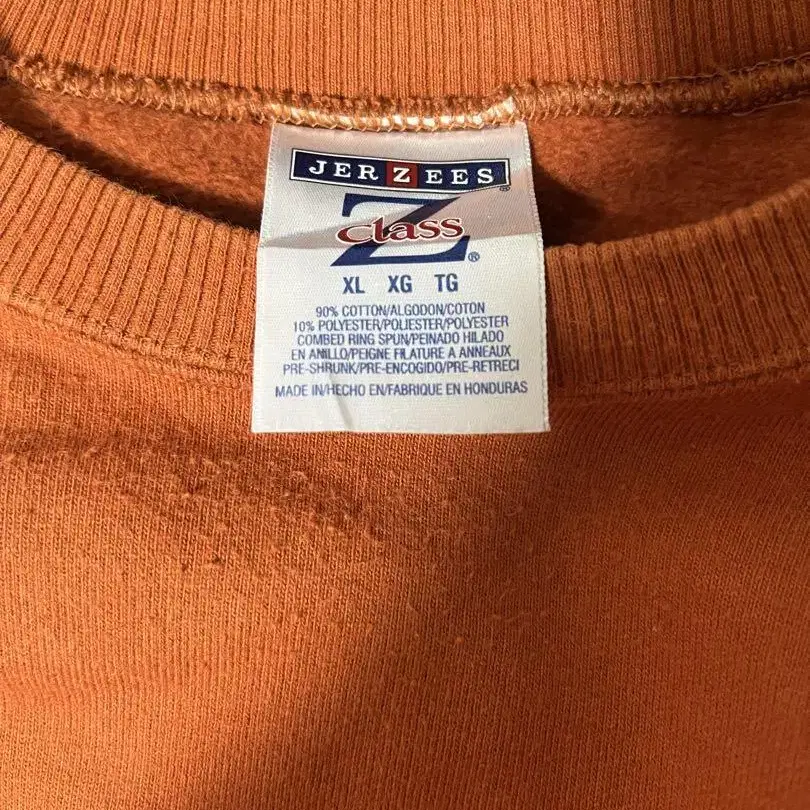 JERZEES®
Z class®
XL XG TG
90% COTTON/ALGODON/COTON
10% POLYESTER/POLIESTER/POLYESTER
COMBED RING SPUN/PEINADO HILADO
EN ANILLO/PEIGNE FILATURE A ANNEAUX
PRE-SHRUNK/PRE-ENCOGIDO/PRE-RETRECI
MADE IN/HECHO EN/FABRIQUE EN HONDURAS